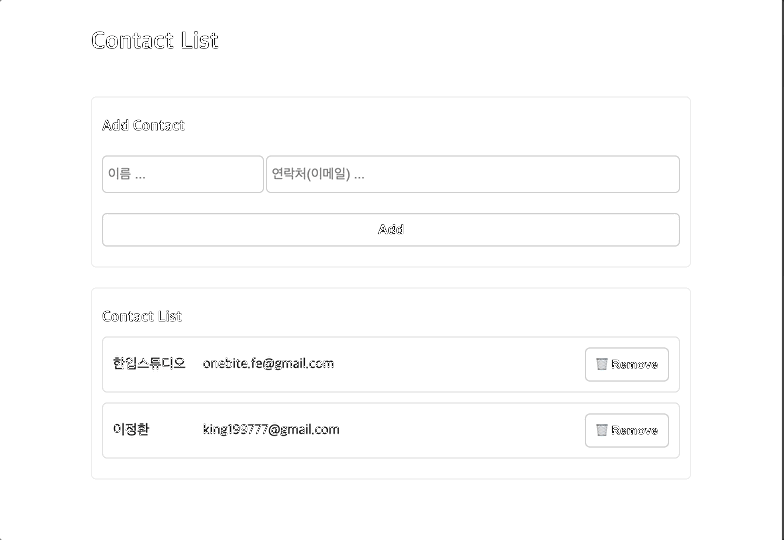 Contact List
Add Contact
이름 ...
연락처(이메일) ...
Add
Contact List
한입스튜디오 onebite.fe@gmail.com Remove
이정환 king199777@gmail.com Remove